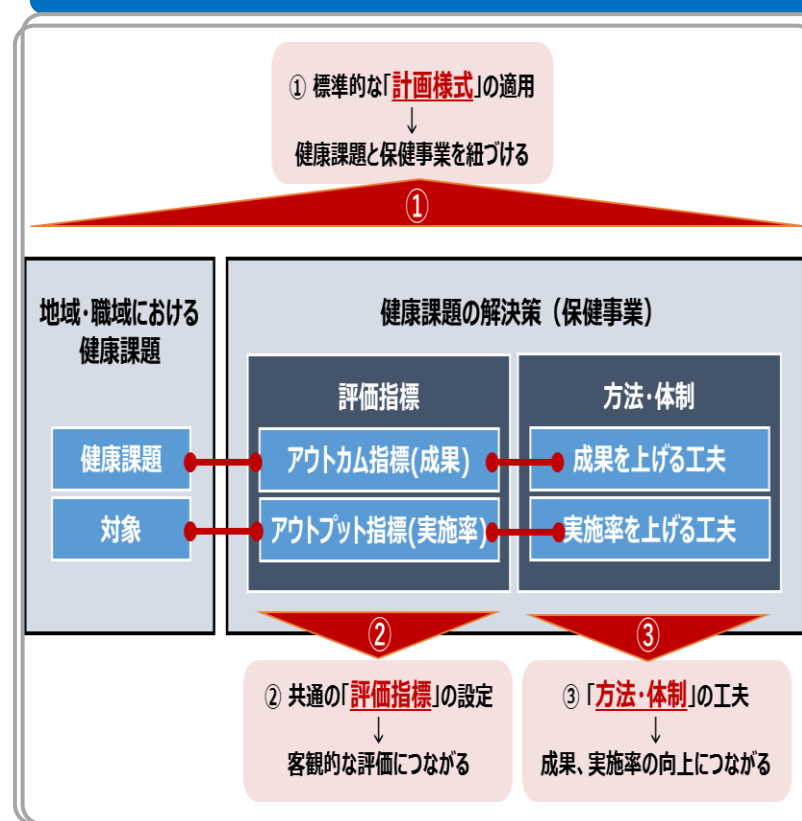 ① 標準的な「計画様式」の適用
↓
健康課題と保健事業を紐づける
①
地域・職域における
健康課題
健康課題
対象
健康課題の解決策（保健事業）
評価指標
アウトカム指標(成果)
アウトプット指標(実施率)
方法・体制
成果を上げる工夫
実施率を上げる工夫
②
③
② 共通の「評価指標」の設定
↓
客観的な評価につながる
③「方法・体制」の工夫
↓
成果、実施率の向上につながる